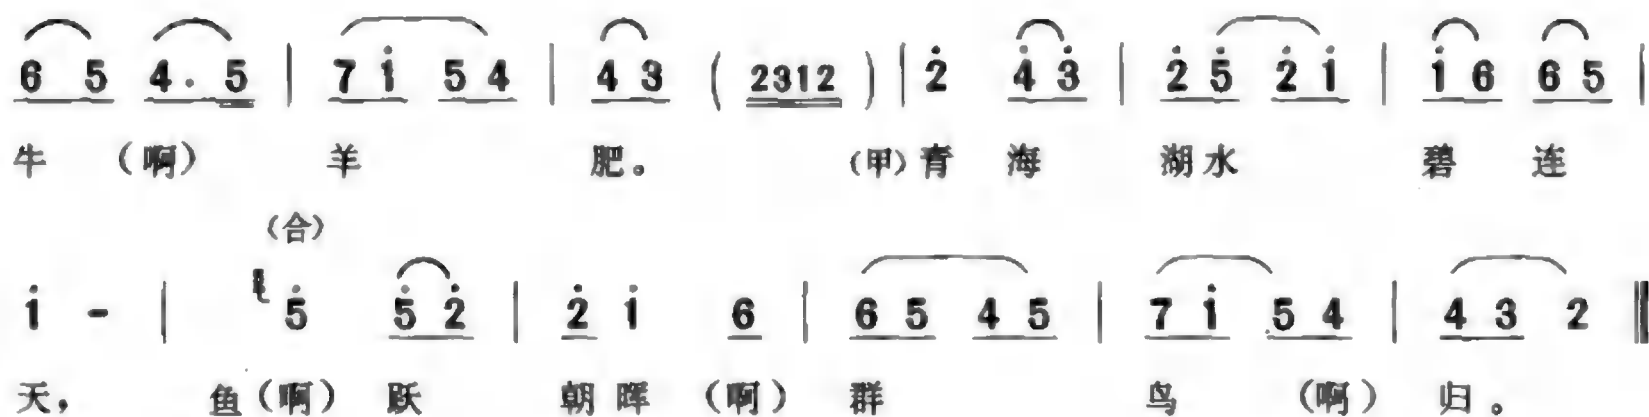 6 5 4. 5 | 7 i̇ 5 4 | 4 3 ( 2312 ) | 2̇ 4̇ 3̇ | 2̇ 5̇ 2̇ i̇ | i̇ 6 6 5 |
牛 (啊) 羊 肥。 (甲) 青 海 湖 水 碧 连
(合)
i̇ - | 5̇ 5̇ 2̇ | 2̇ i̇ 6 | 6 5 4 5 | 7 i̇ 5 4 | 4 3 2 ‖
天, 鱼 (啊) 跃 朝 晖 (啊) 群 鸟 (啊) 归。